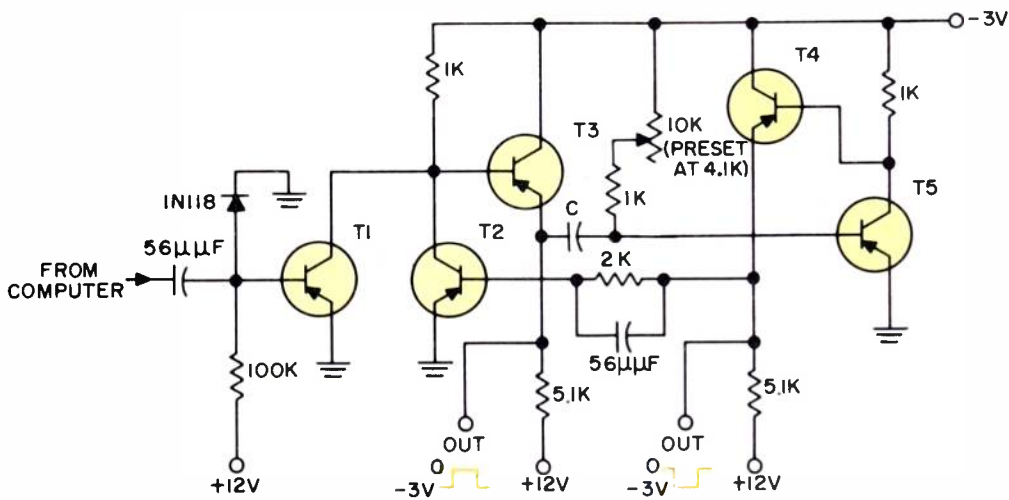 -3V
T4
1K
1K
T3
10K
(PRESET
AT 4.1K)
1K
T5
1N118
C
T1
T2
56μμF
2K
FROM
COMPUTER
56μμF
100K
5.1K
5.1K
OUT
OUT
0
-3V
+12V
+12V
0
-3V
+12V